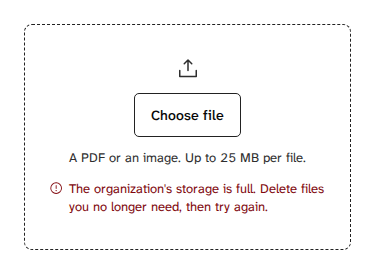 Choose file
A PDF or an image. Up to 25 MB per file.
The organization's storage is full. Delete files
you no longer need, then try again.